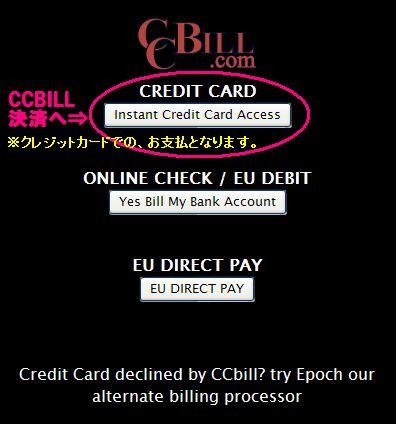 CCBILL
.com
CREDIT CARD
CCBILL
決済へ⇒
Instant Credit Card Access
※クレジットカードでの、お支払となります。
ONLINE CHECK / EU DEBIT
Yes Bill My Bank Account
EU DIRECT PAY
EU DIRECT PAY
Credit Card declined by CCbill? try Epoch our
alternate billing processor